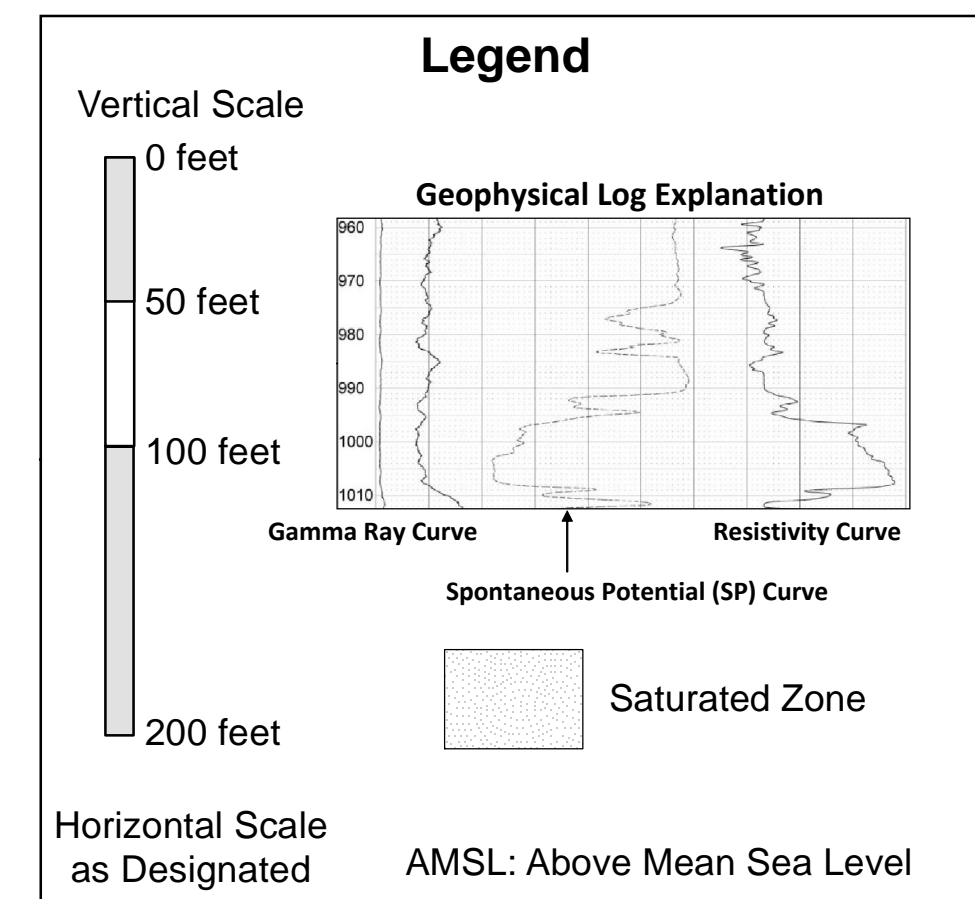 Legend
Vertical Scale
0 feet
50 feet
100 feet
200 feet
Geophysical Log Explanation
960
970
980
990
1000
1010
Gamma Ray Curve
Resistivity Curve
Spontaneous Potential (SP) Curve
Saturated Zone
Horizontal Scale
as Designated
AMSL: Above Mean Sea Level